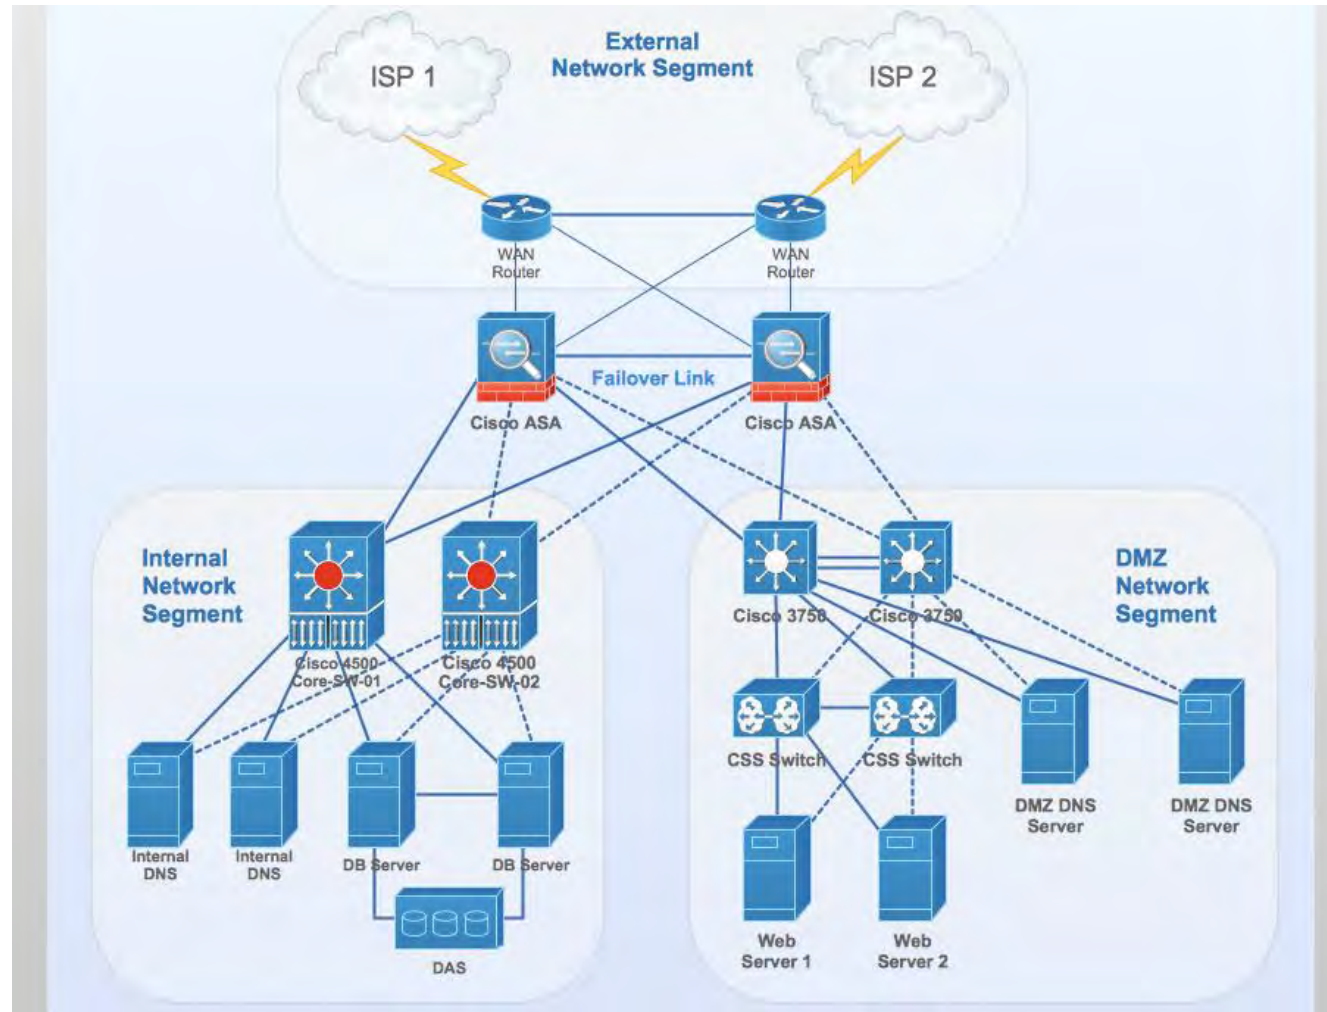 External
Network Segment
ISP 1
ISP 2
WAN
Router
WAN
Router
Failover Link
Cisco ASA
Cisco ASA
Internal
Network
Segment
DMZ
Network
Segment
Cisco 4500
Core-SW-01
Cisco 4500
Core-SW-02
Cisco 3750
Cisco 3750
CSS Switch
CSS Switch
DMZ DNS
Server
DMZ DNS
Server
Internal
DNS
Internal
DNS
DB Server
DB Server
DAS
Web
Server 1
Web
Server 2